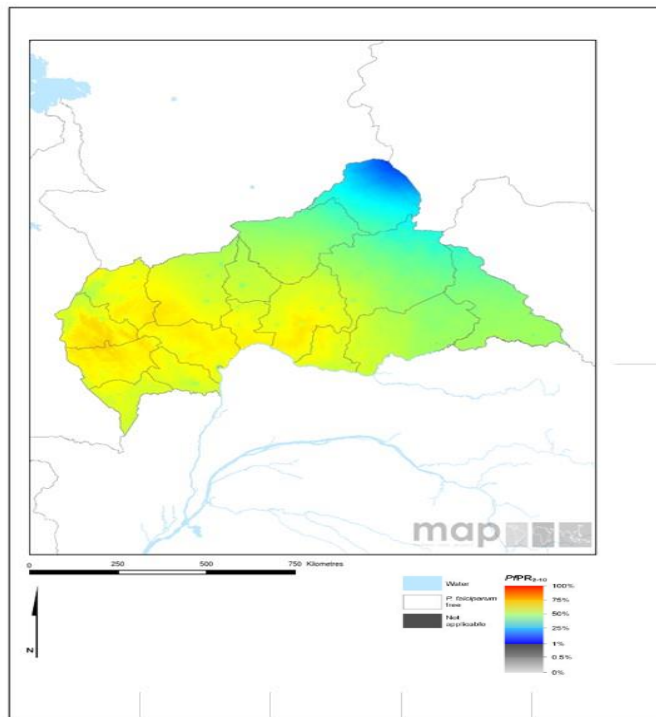 map
0 250 500 750 Kilometres
N
Water
P. falciparum
free
Not
applicable
PfPR2-10
100%
75%
50%
25%
1%
0.5%
0%